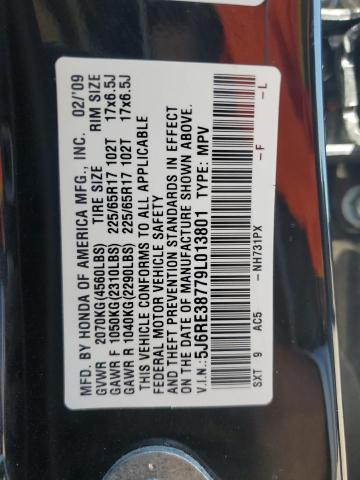 MFD. BY HONDA OF AMERICA MFG., INC. 02/'09
GVWR 2070KG(4560LBS) TIRE SIZE RIM SIZE
GAWR F 1050KG(2310LBS) 225/65R17 102T 17x6.5J
GAWR R 1040KG(2290LBS) 225/65R17 102T 17x6.5J
THIS VEHICLE CONFORMS TO ALL APPLICABLE
FEDERAL MOTOR VEHICLE SAFETY
AND THEFT PREVENTION STANDARDS IN EFFECT
ON THE DATE OF MANUFACTURE SHOWN ABOVE.
V.I.N.:5J6RE38779L013801 TYPE: MPV
SXT 9 AC5 -NH731PX -F -L